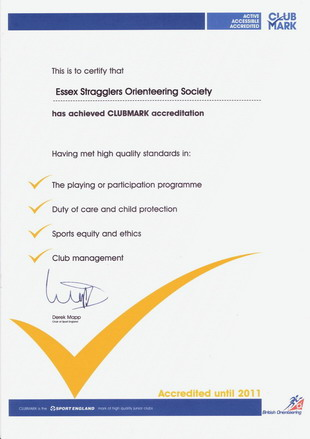 ACTIVE
ACCESSIBLE
ACCREDITED
CLUB
MARK
This is to certify that
Essex Stragglers Orienteering Society
has achieved CLUBMARK accreditation
Having met high quality standards in:
The playing or participation programme
Duty of care and child protection
Sports equity and ethics
Club management
Derek Mapp
Chair of Sport England
Accredited until 2011
CLUBMARK is the SPORT ENGLAND mark of high quality junior clubs.
British Orienteering